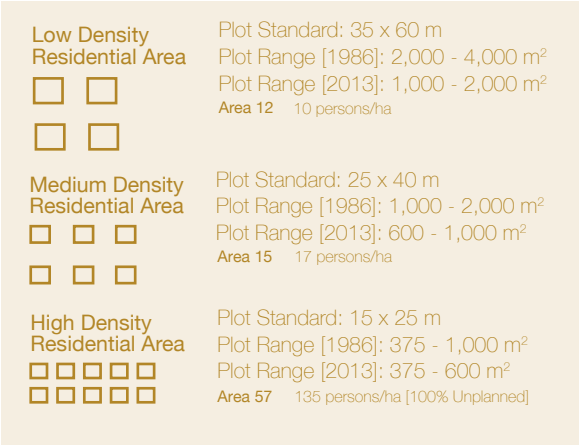 Low Density
Residential Area
Plot Standard: 35 x 60 m
Plot Range [1986]: 2,000 - 4,000 m²
Plot Range [2013]: 1,000 - 2,000 m²
Area 12 10 persons/ha
Medium Density
Residential Area
Plot Standard: 25 x 40 m
Plot Range [1986]: 1,000 - 2,000 m²
Plot Range [2013]: 600 - 1,000 m²
Area 15 17 persons/ha
High Density
Residential Area
Plot Standard: 15 x 25 m
Plot Range [1986]: 375 - 1,000 m²
Plot Range [2013]: 375 - 600 m²
Area 57 135 persons/ha [100% Unplanned]